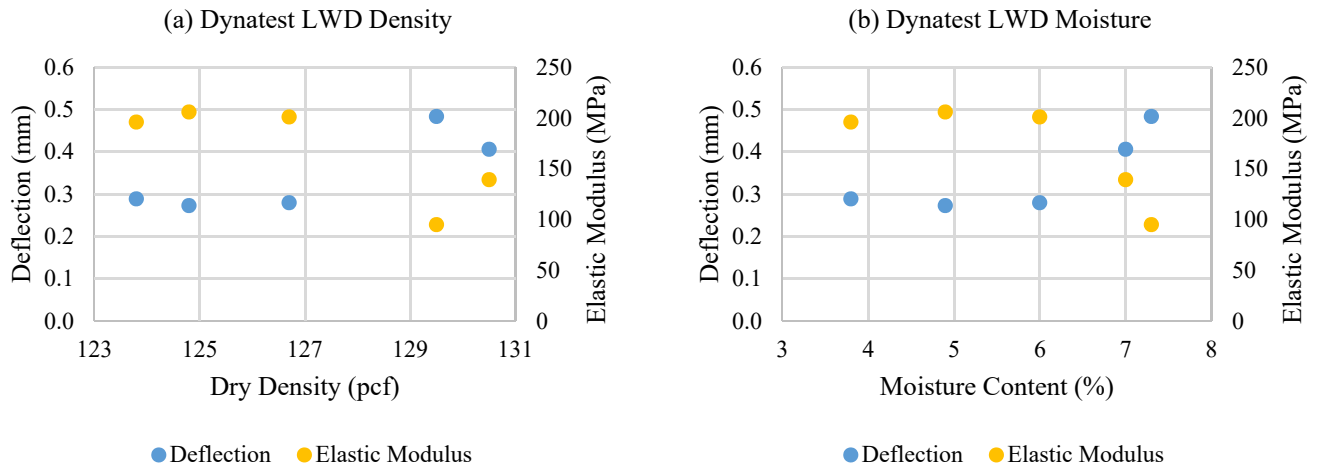 (a) Dynatest LWD Density
0.6
0.5
0.4
0.3
0.2
0.1
0.0
Deflection (mm)
250
200
150
100
50
0
Elastic Modulus (MPa)
123 125 127 129 131
Dry Density (pcf)
Deflection Elastic Modulus
(b) Dynatest LWD Moisture
0.6
0.5
0.4
0.3
0.2
0.1
0.0
Deflection (mm)
250
200
150
100
50
0
Elastic Modulus (MPa)
3 4 5 6 7 8
Moisture Content (%)
Deflection Elastic Modulus